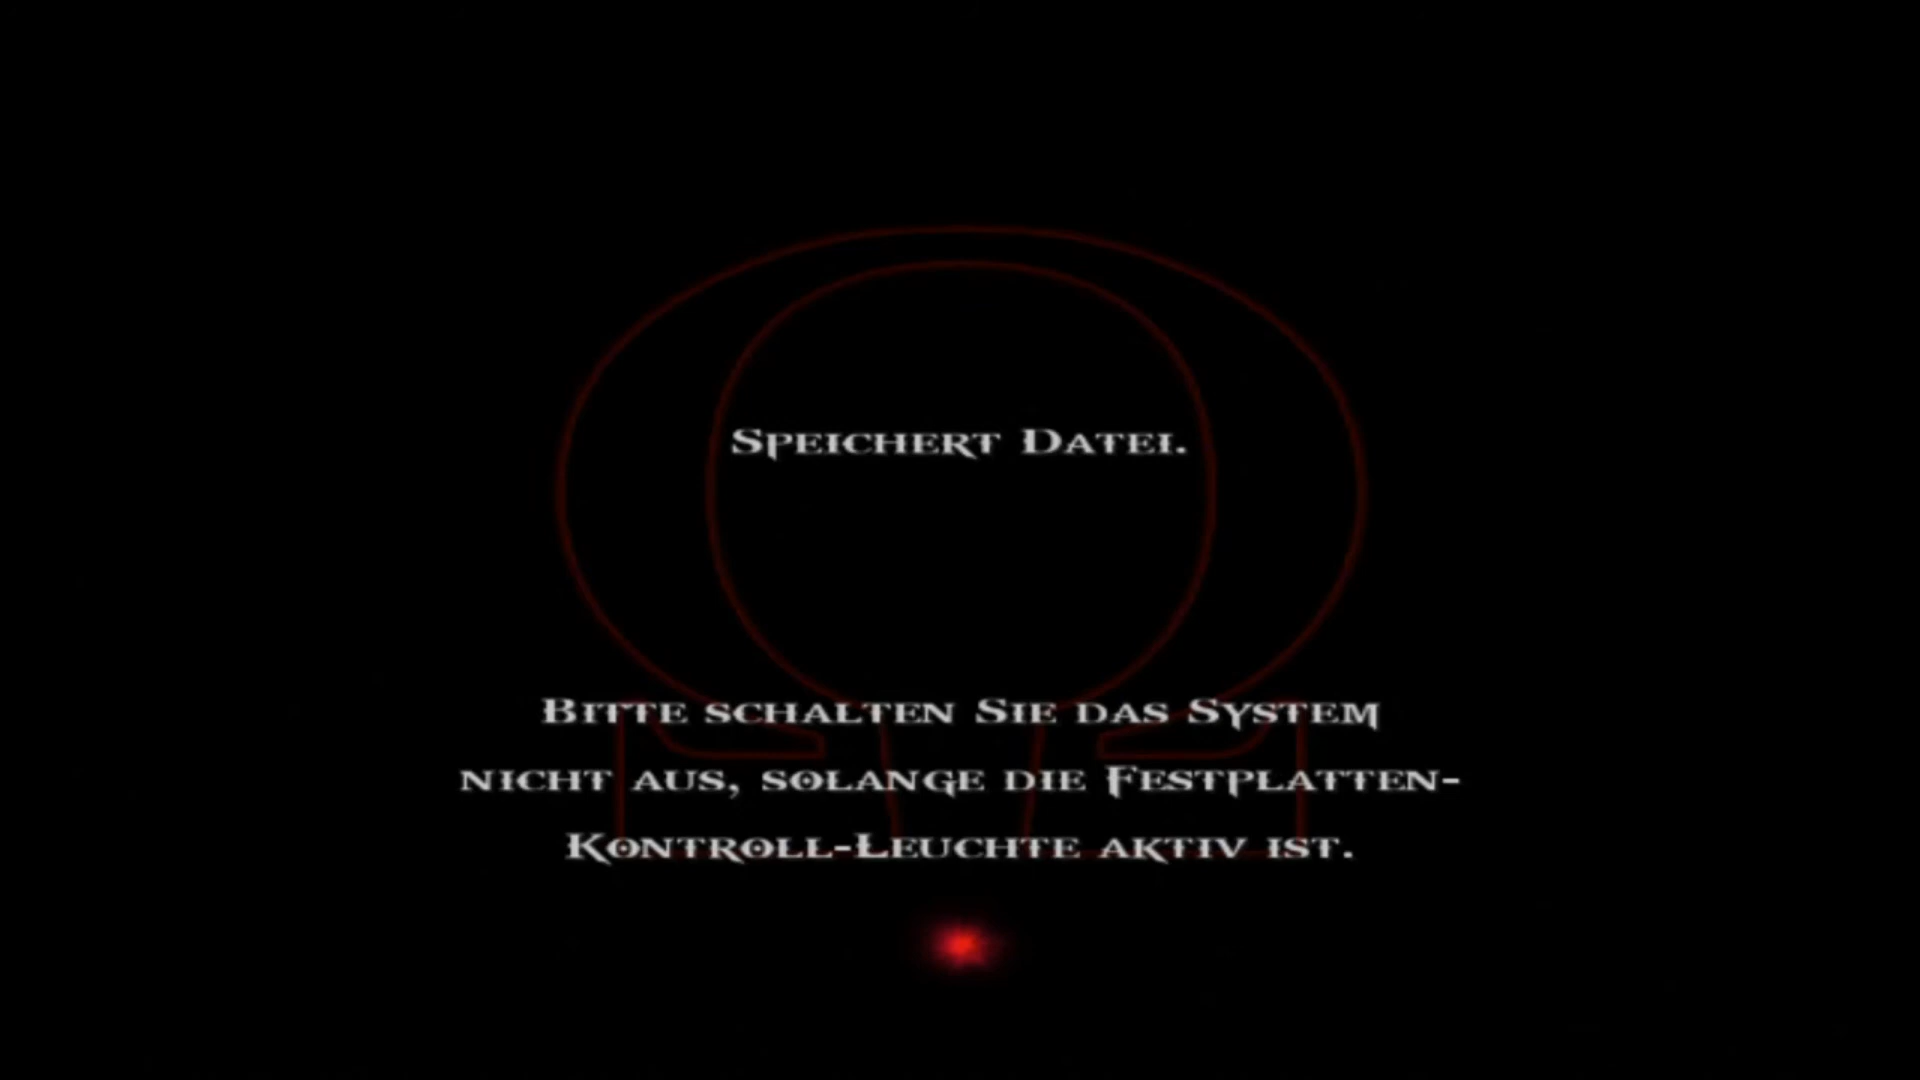 Speichert Datei.
Bitte schalten Sie das System
nicht aus, solange die Festplatten-
Kontroll-Leuchte aktiv ist.